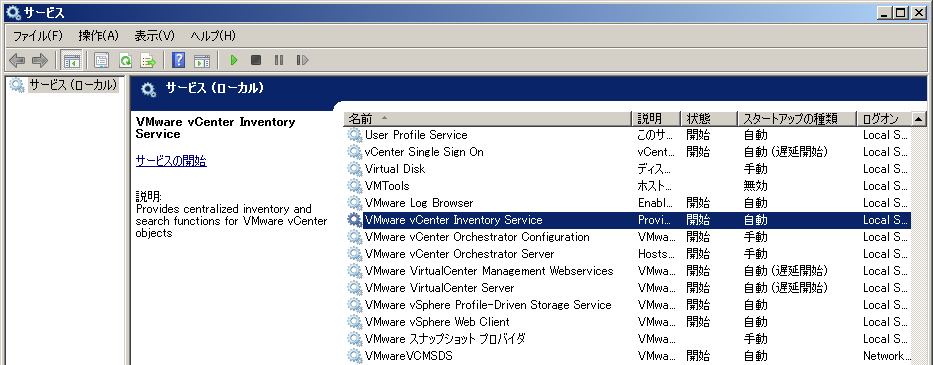 サービス
ファイル(F) 操作(A) 表示(V) ヘルプ(H)
サービス (ローカル)
サービス (ローカル)
VMware vCenter Inventory
Service
サービスの開始
説明:
Provides centralized inventory and
search functions for VMware vCenter
objects
名前 説明 状態 スタートアップの種類 ログオン
User Profile Service このサ... 開始 自動 Local S...
vCenter Single Sign On vCent... 開始 自動 (遅延開始) Local S...
Virtual Disk ディス... 手動 Local S...
VMTools ホスト... 無効 Local S...
VMware Log Browser Enabl... 開始 自動 Local S...
VMware vCenter Inventory Service Provi... 開始 自動 Local S...
VMware vCenter Orchestrator Configuration VMwa... 開始 手動 Local S...
VMware vCenter Orchestrator Server Hosts... 開始 手動 Local S...
VMware VirtualCenter Management Webservices VMwa... 開始 自動 (遅延開始) Local S...
VMware VirtualCenter Server VMwa... 開始 自動 (遅延開始) Local S...
VMware vSphere Profile-Driven Storage Service VMwa... 開始 自動 Local S...
VMware vSphere Web Client VMwa... 開始 自動 Local S...
VMware スナップショット プロバイダ VMwa... 手動 Local S...
VMwareVCMSDS VMwa... 開始 自動 Network...